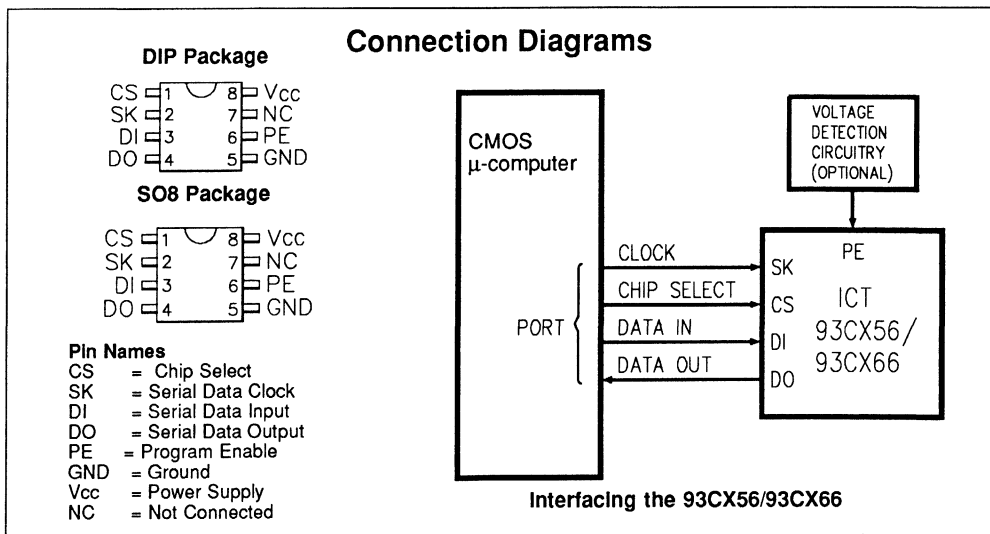 Connection Diagrams
DIP Package
CS 1 8 Vcc
SK 2 7 NC
DI 3 6 PE
DO 4 5 GND
SO8 Package
CS 1 8 Vcc
SK 2 7 NC
DI 3 6 PE
DO 4 5 GND
Pin Names
CS = Chip Select
SK = Serial Data Clock
DI = Serial Data Input
DO = Serial Data Output
PE = Program Enable
GND = Ground
Vcc = Power Supply
NC = Not Connected
CMOS
μ-computer
PORT
CLOCK
CHIP SELECT
DATA IN
DATA OUT
VOLTAGE
DETECTION
CIRCUITRY
(OPTIONAL)
PE
SK
CS
DI
DO
ICT
93CX56/
93CX66
Interfacing the 93CX56/93CX66